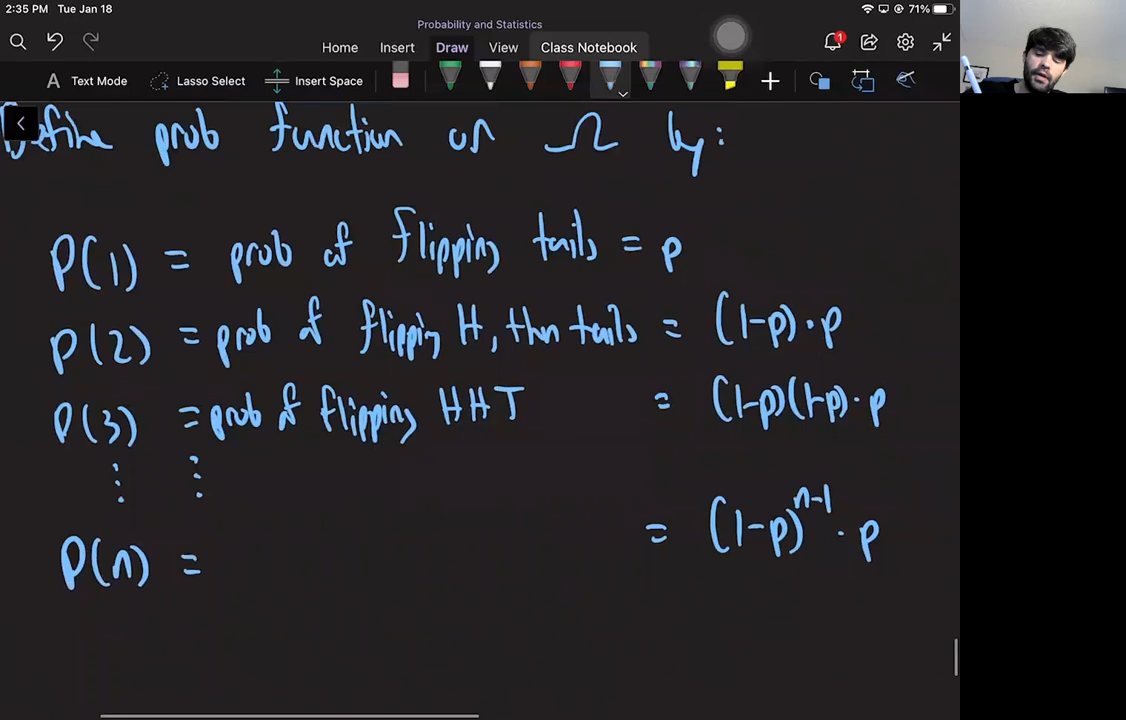 2:35 PM Tue Jan 18
71%
Probability and Statistics
Home Insert Draw View Class Notebook
1
A Text Mode Lasso Select Insert Space
Define prob function on Ω by:
P(1) = prob of flipping tails = p
P(2) = prob of flipping H, then tails = (1-p)·p
P(3) = prob of flipping HHT = (1-p)(1-p)·p
⋮ ⋮
P(n) = = (1-p)^{n-1}·p